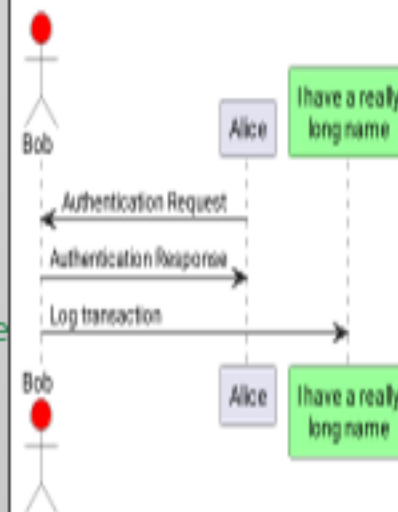 Bob
Alice
I have a really
long name
Authentication Request
Authentication Response
Log transaction
Bob
Alice
I have a really
long name